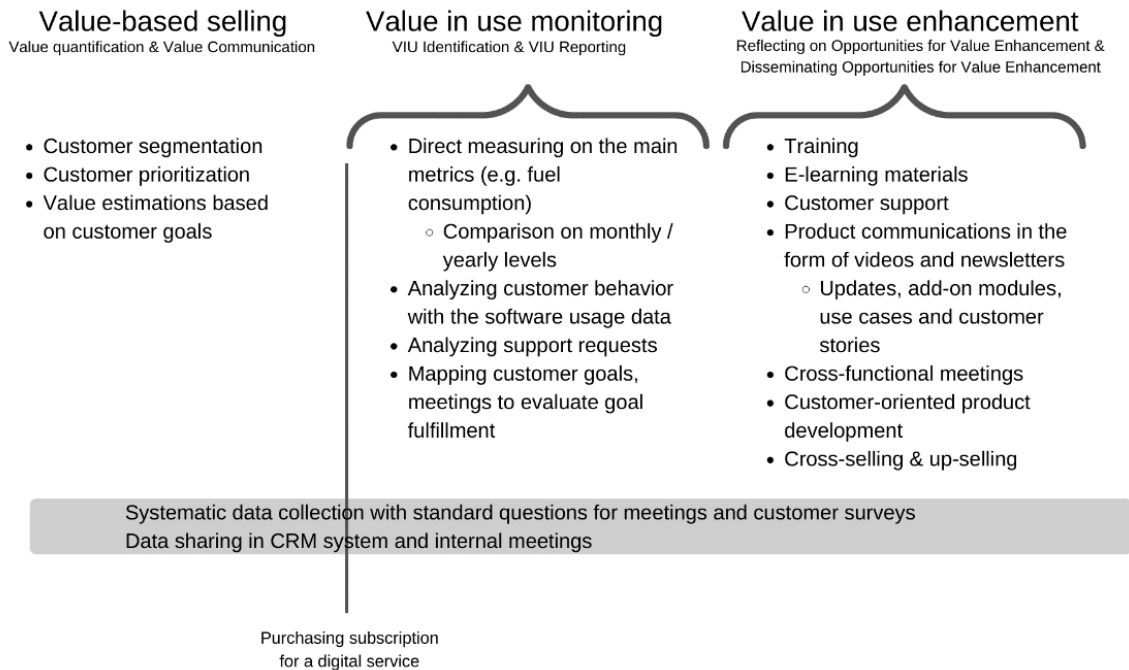 Value-based selling
Value quantification & Value Communication
• Customer segmentation
• Customer prioritization
• Value estimations based
on customer goals
Value in use monitoring
VIU Identification & VIU Reporting
• Direct measuring on the main
metrics (e.g. fuel
consumption)
○ Comparison on monthly /
yearly levels
• Analyzing customer behavior
with the software usage data
• Analyzing support requests
• Mapping customer goals,
meetings to evaluate goal
fulfillment
Value in use enhancement
Reflecting on Opportunities for Value Enhancement &
Disseminating Opportunities for Value Enhancement
• Training
• E-learning materials
• Customer support
• Product communications in the
form of videos and newsletters
○ Updates, add-on modules,
use cases and customer
stories
• Cross-functional meetings
• Customer-oriented product
development
• Cross-selling & up-selling
Systematic data collection with standard questions for meetings and customer surveys
Data sharing in CRM system and internal meetings
Purchasing subscription
for a digital service